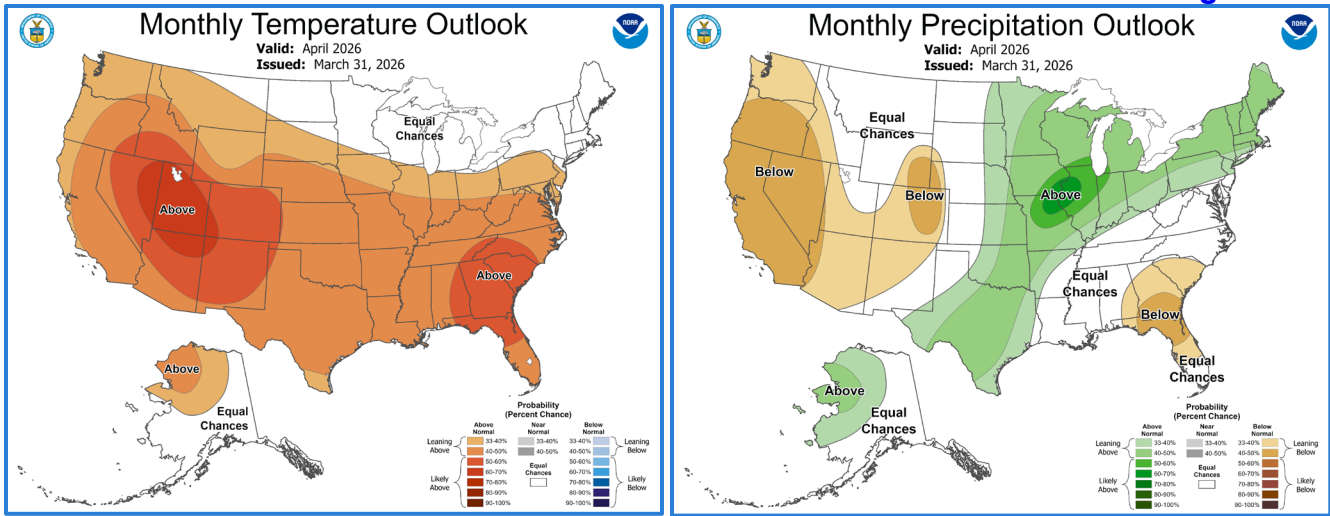 Monthly Temperature Outlook
Valid: April 2026
Issued: March 31, 2026
NOAA
Equal
Chances
Above
Above
Above
Equal
Chances
Probability
(Percent Chance)
Above
Normal
Near
Normal
Below
Normal
Leaning
Above
33-40%
33-40%
33-40%
Leaning
Below
40-50%
40-50%
40-50%
50-60%
Equal
Chances
50-60%
Likely
Above
60-70%
60-70%
Likely
Below
70-80%
70-80%
80-90%
80-90%
90-100%
90-100%
Monthly Precipitation Outlook
Valid: April 2026
Issued: March 31, 2026
NOAA
Equal
Chances
Below
Below
Above
Equal
Chances
Below
Equal
Chances
Above
Equal
Chances
Probability
(Percent Chance)
Above
Normal
Near
Normal
Below
Normal
Leaning
Above
33-40%
33-40%
33-40%
Leaning
Below
40-50%
40-50%
40-50%
50-60%
Equal
Chances
50-60%
Likely
Above
60-70%
60-70%
Likely
Below
70-80%
70-80%
80-90%
80-90%
90-100%
90-100%